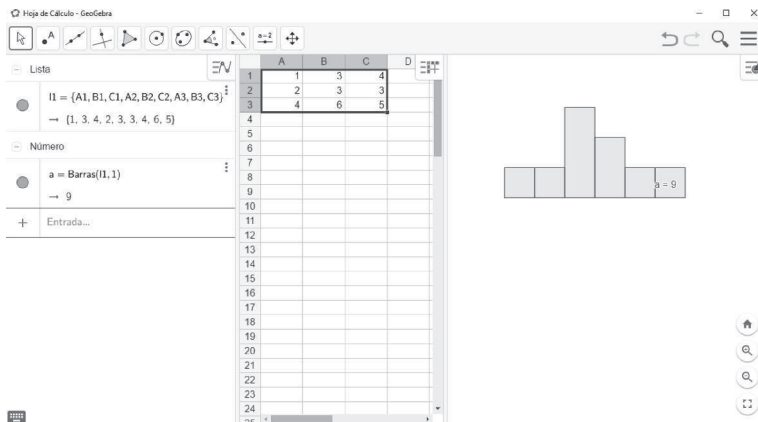 Hoja de Cálculo - GeoGebra
a=2
Lista
l1 = {A1, B1, C1, A2, B2, C2, A3, B3, C3}
→ {1, 3, 4, 2, 3, 3, 4, 6, 5}
Número
a = Barras(l1, 1)
→ 9
+ Entrada...
A B C D
1 1 3 4
2 2 3 3
3 4 6 5
4
5
6
7
8
9
10
11
12
13
14
15
16
17
18
19
20
21
22
23
24
25
a = 9